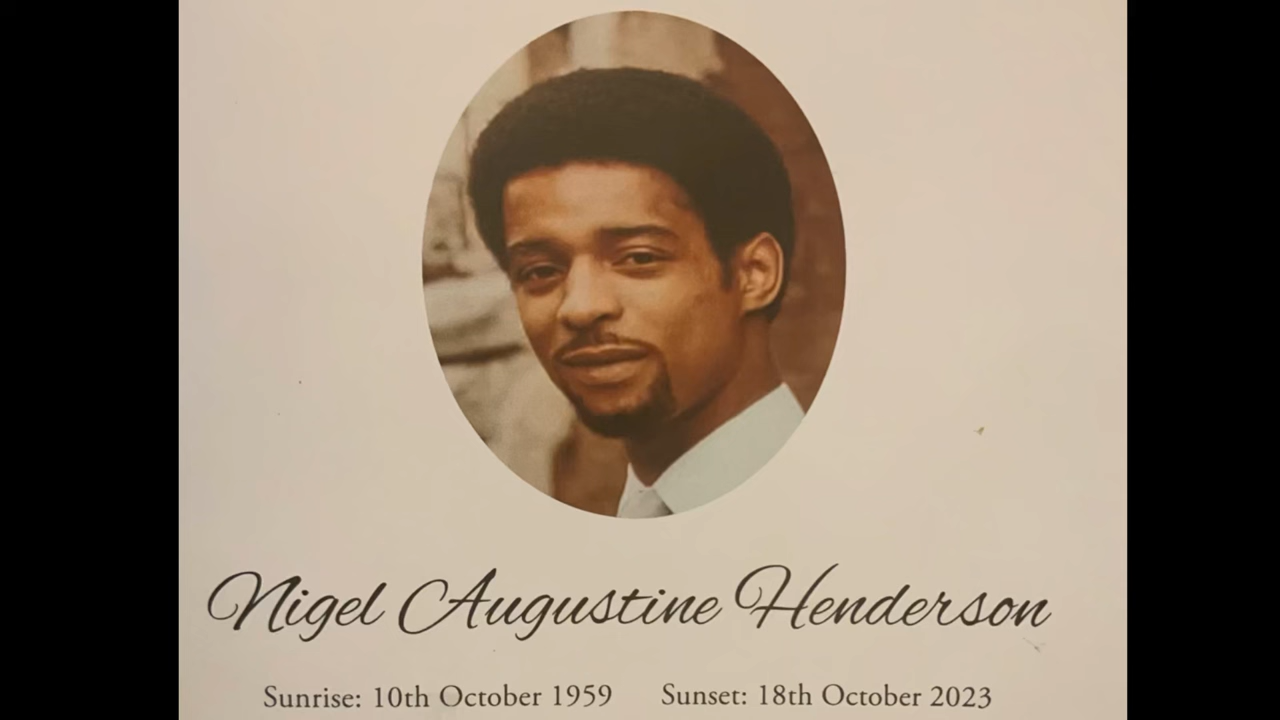 Nigel Augustine Henderson
Sunrise: 10th October 1959 Sunset: 18th October 2023